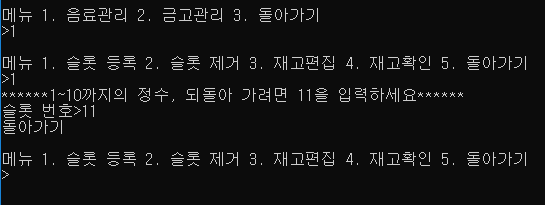 메뉴 1. 음료관리 2. 금고관리 3. 돌아가기
>1
메뉴 1. 슬롯 등록 2. 슬롯 제거 3. 재고편집 4. 재고확인 5. 돌아가기
>1
******1~10까지의 정수, 되돌아 가려면 11을 입력하세요******
슬롯 번호>11
돌아가기
메뉴 1. 슬롯 등록 2. 슬롯 제거 3. 재고편집 4. 재고확인 5. 돌아가기
>